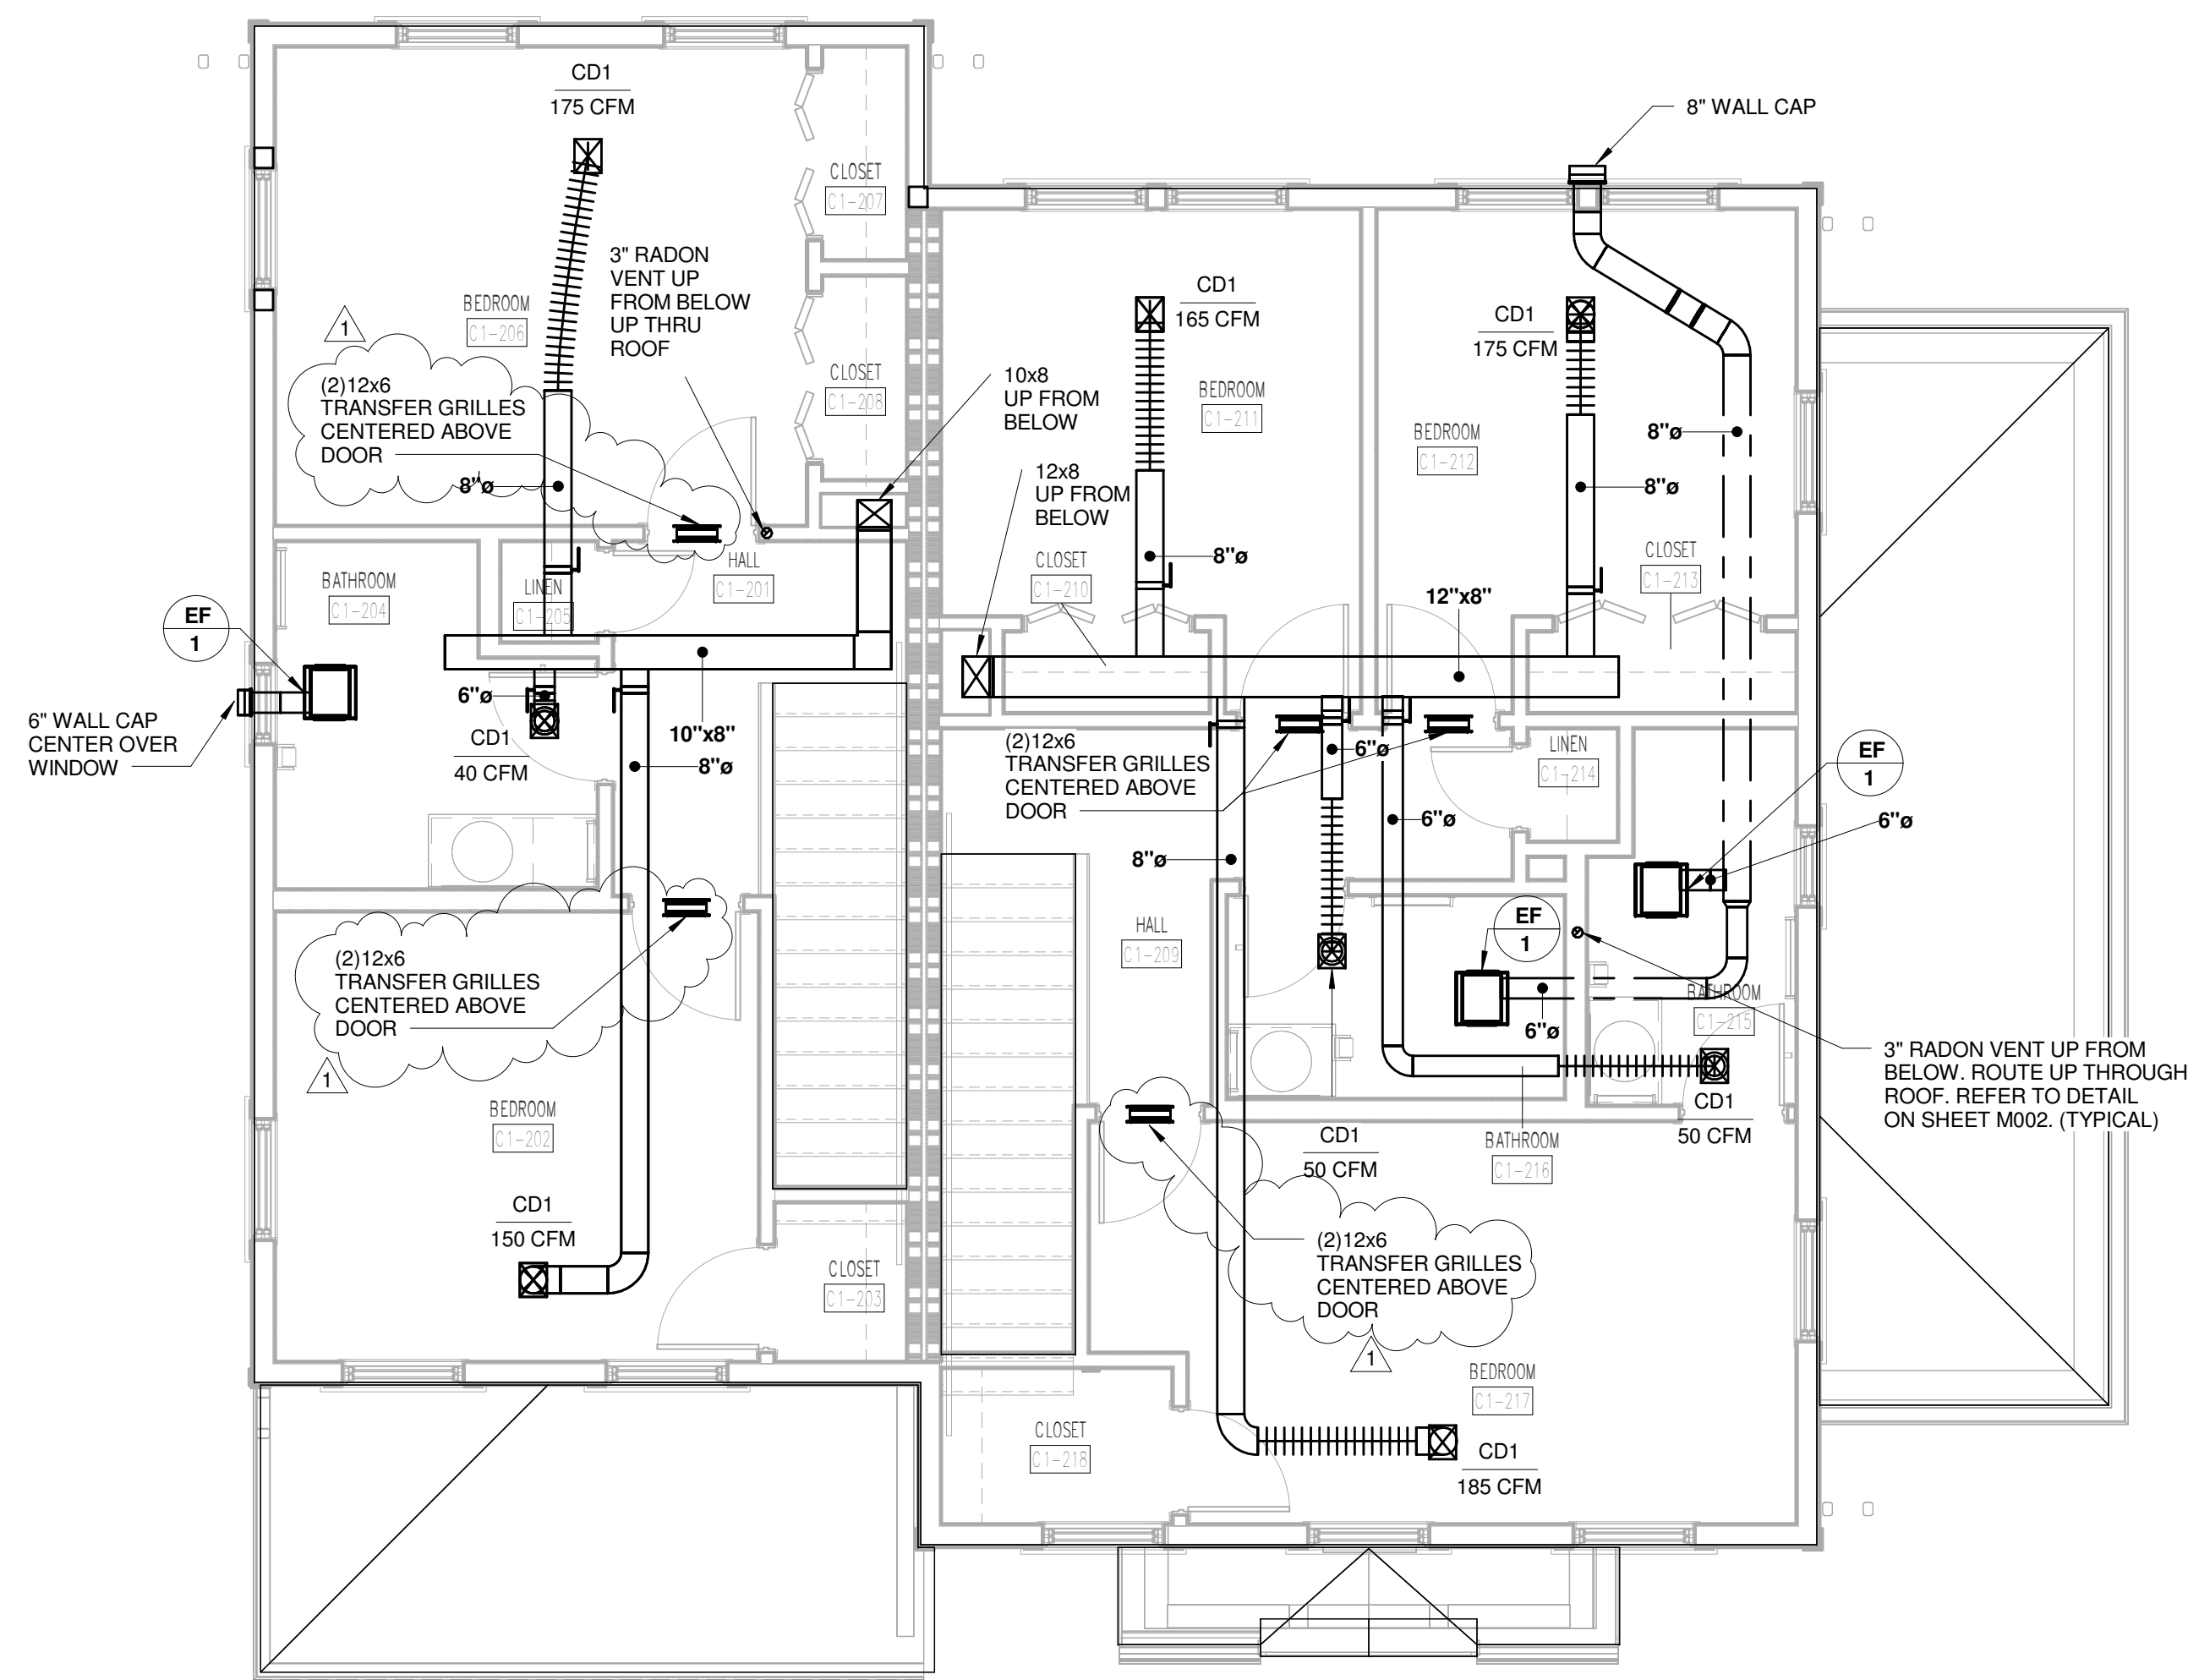 CD1
175 CFM
8" WALL CAP
CLOSET
C1-207
3" RADON
VENT UP
FROM BELOW
UP THRU
ROOF
BEDROOM
C1-206
1
(2)12x6
TRANSFER GRILLES
CENTERED ABOVE
DOOR
8"ø
CLOSET
C1-208
10x8
UP FROM
BELOW
12x8
UP FROM
BELOW
CD1
165 CFM
BEDROOM
C1-211
CD1
175 CFM
BEDROOM
C1-212
8"ø
8"ø
8"ø
CLOSET
C1-210
CLOSET
C1-213
12"x8"
BATHROOM
C1-204
LINEN
C1-205
HALL
C1-201
EF
1
6" WALL CAP
CENTER OVER
WINDOW
6"ø
CD1
40 CFM
10"x8"
8"ø
(2)12x6
TRANSFER GRILLES
CENTERED ABOVE
DOOR
6"ø
6"ø
8"ø
LINEN
C1-214
EF
1
6"ø
(2)12x6
TRANSFER GRILLES
CENTERED ABOVE
DOOR
1
HALL
C1-209
EF
1
6"ø
BATHROOM
C1-215
3" RADON VENT UP FROM
BELOW. ROUTE UP THROUGH
ROOF. REFER TO DETAIL
ON SHEET M002. (TYPICAL)
CD1
50 CFM
BEDROOM
C1-202
CD1
50 CFM
BATHROOM
C1-216
CD1
150 CFM
CLOSET
C1-203
(2)12x6
TRANSFER GRILLES
CENTERED ABOVE
DOOR
1
BEDROOM
C1-217
CLOSET
C1-218
CD1
185 CFM